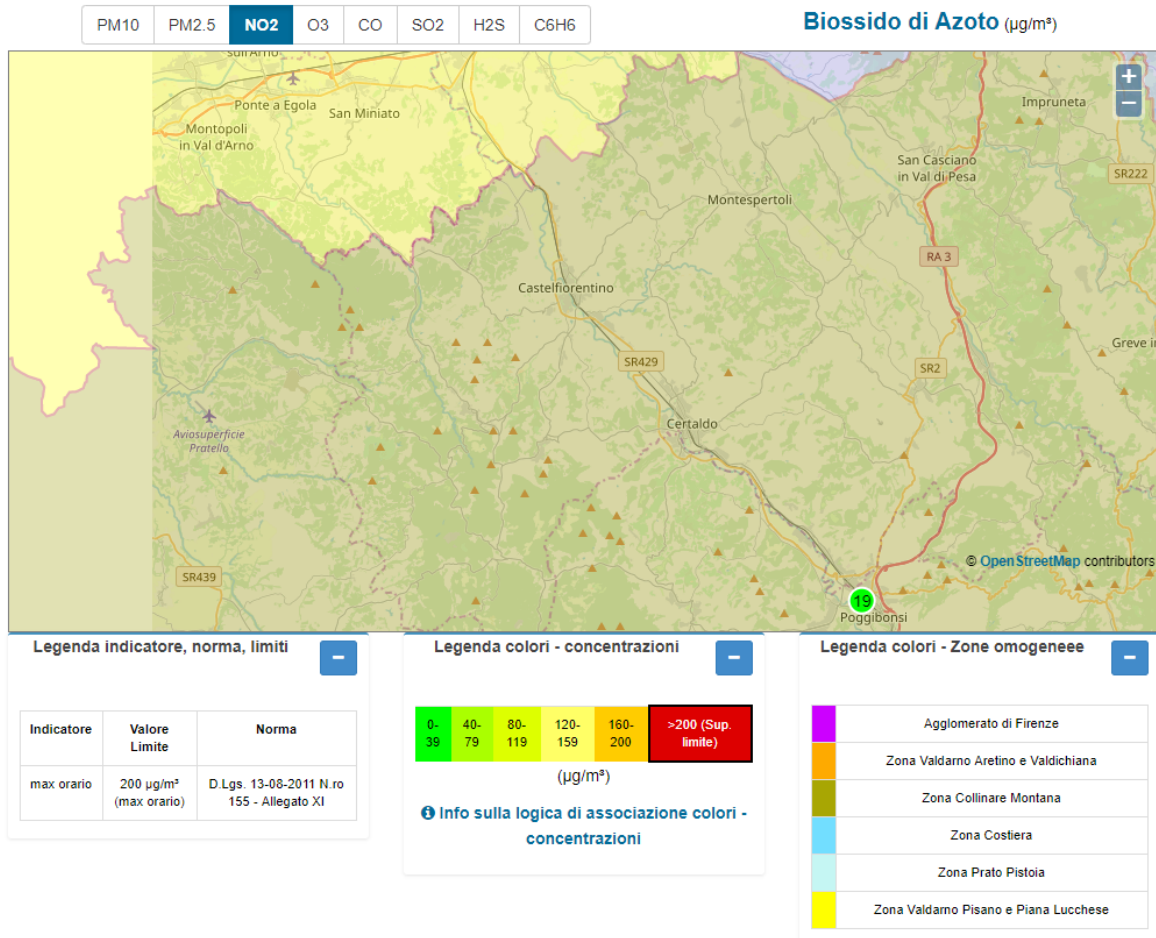 PM10 PM2.5 NO2 O3 CO SO2 H2S C6H6
Biossido di Azoto (µg/m³)
sull'Arno
Ponte a Egola
San Miniato
Montopoli
in Val d'Arno
+
−
Impruneta
San Casciano
in Val di Pesa
SR222
Montespertoli
RA 3
Castelfiorentino
Greve in
SR429
SR2
Certaldo
Aviosuperficie
Pratello
© OpenStreetMap contributors
SR439
19
Poggibonsi
Legenda indicatore, norma, limiti
−
Indicatore
Valore
Limite
Norma
max orario
200 µg/m³
(max orario)
D.Lgs. 13-08-2011 N.ro
155 - Allegato XI
Legenda colori - concentrazioni
−
0-
39
40-
79
80-
119
120-
159
160-
200
>200 (Sup.
limite)
(µg/m³)
Info sulla logica di associazione colori -
concentrazioni
Legenda colori - Zone omogeneee
−
Agglomerato di Firenze
Zona Valdarno Aretino e Valdichiana
Zona Collinare Montana
Zona Costiera
Zona Prato Pistoia
Zona Valdarno Pisano e Piana Lucchese